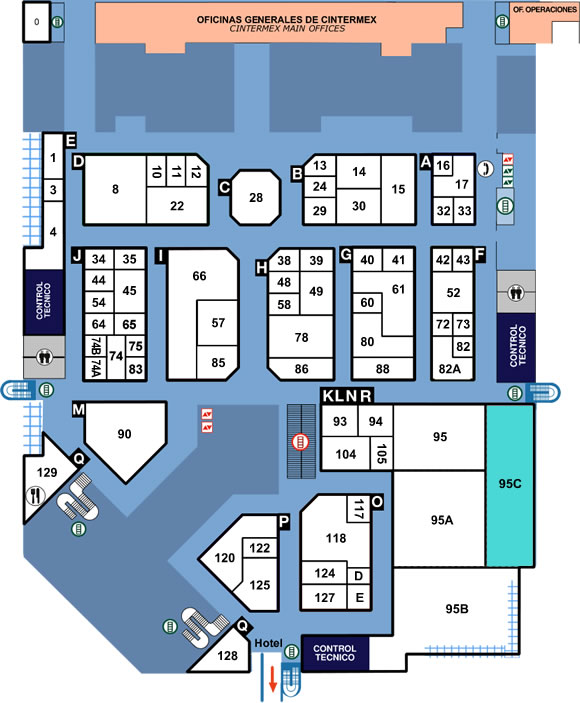 0
OFICINAS GENERALES DE CINTERMEX
CINTERMEX MAIN OFFICES
OF. OPERACIONES
E
1
3
4
CONTROL
TECNICO
D
8
10
11
12
22
C
28
B
13
14
15
24
29
30
A
16
17
32
33
J
34
35
44
45
54
64
65
74B
74A
74
75
83
I
66
57
85
H
38
39
48
49
58
78
86
G
40
41
61
60
80
88
F
42
43
52
72
73
82
82A
CONTROL
TECNICO
M
90
Q
129
K L N R
93
94
95
104
105
95C
95A
95B
O
117
118
124
D
127
E
P
120
122
125
Q
128
Hotel
CONTROL
TECNICO